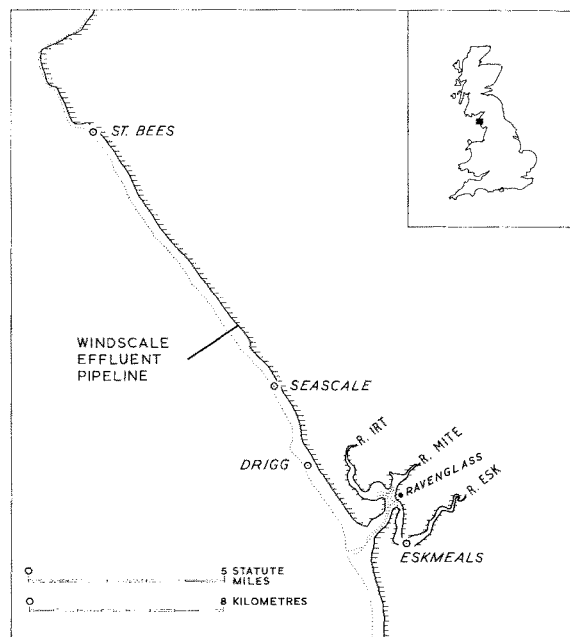 ST. BEES
WINDSCALE
EFFLUENT
PIPELINE
SEASCALE
DRIGG
R. IRT
R. MITE
RAVENGLASS
R. ESK
ESKMEALS
0 5 STATUTE
MILES
0 8 KILOMETRES